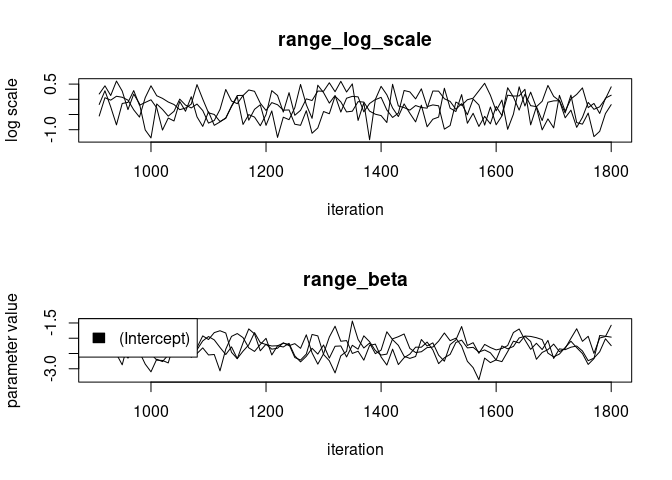 range_log_scale
log scale
0.5
-1.0
1000 1200 1400 1600 1800
iteration
range_beta
parameter value
-1.5
-3.0
(Intercept)
1000 1200 1400 1600 1800
iteration